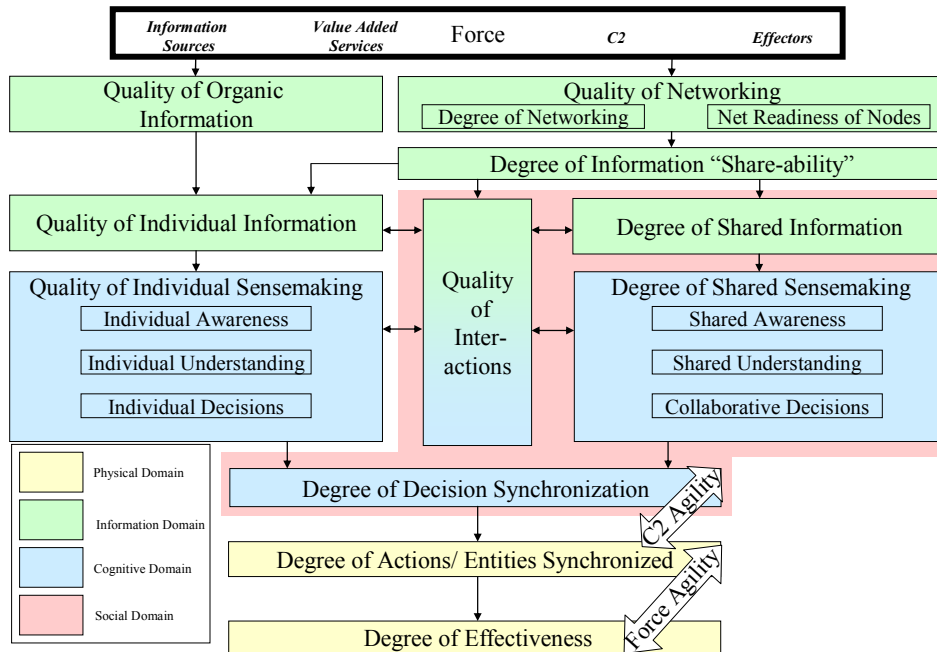 Information
Sources
Value Added
Services
Force
C2
Effectors
Quality of Organic
Information
Quality of Networking
Degree of Networking
Net Readiness of Nodes
Degree of Information “Share-ability”
Quality of Individual Information
Degree of Shared Information
Quality
of
Inter-
actions
Quality of Individual Sensemaking
Individual Awareness
Individual Understanding
Individual Decisions
Degree of Shared Sensemaking
Shared Awareness
Shared Understanding
Collaborative Decisions
Physical Domain
Information Domain
Cognitive Domain
Social Domain
Degree of Decision Synchronization
C2 Agility
Degree of Actions/ Entities Synchronized
Force Agility
Degree of Effectiveness